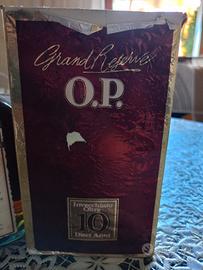 Grand Reserve
O.P.
Invecchiato
Oltre
10
Dieci Anni